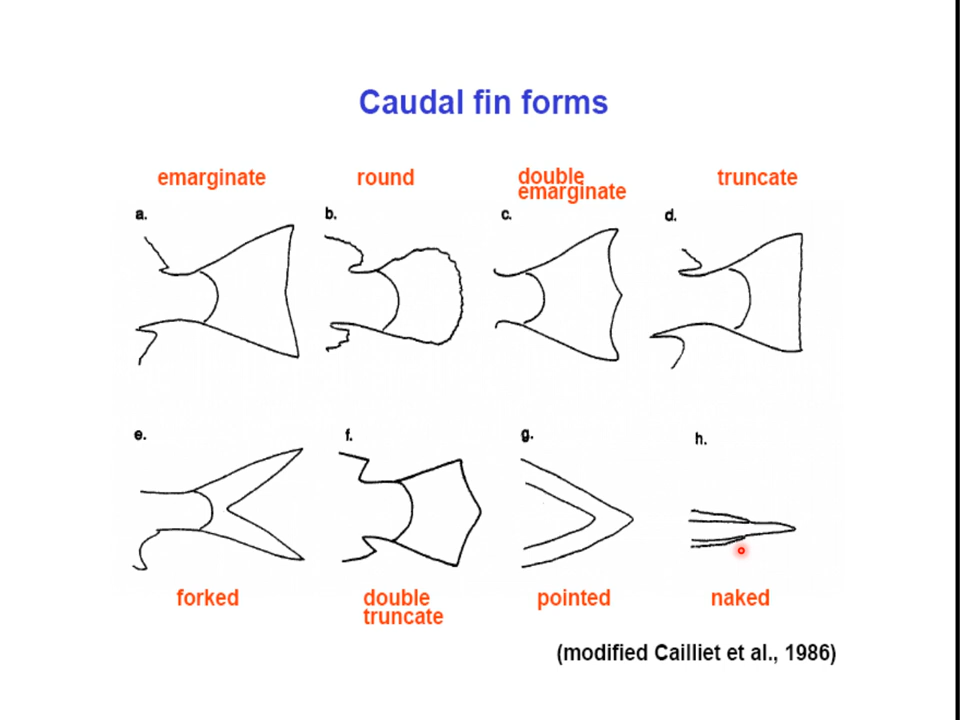 Caudal fin forms
emarginate
round
double
emarginate
truncate
a.
b.
c.
d.
e.
f.
g.
h.
forked
double
truncate
pointed
naked
(modified Cailliet et al., 1986)